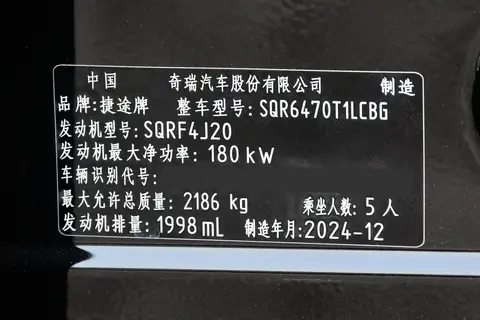 中国 奇瑞汽车股份有限公司 制造
品牌:捷途牌 整车型号:SQR6470T1LCBG
发动机型号:SQRF4J20
发动机最大净功率:180kW
车辆识别代号:
最大允许总质量:2186 kg 乘坐人数:5人
发动机排量:1998 mL 制造年月:2024-12